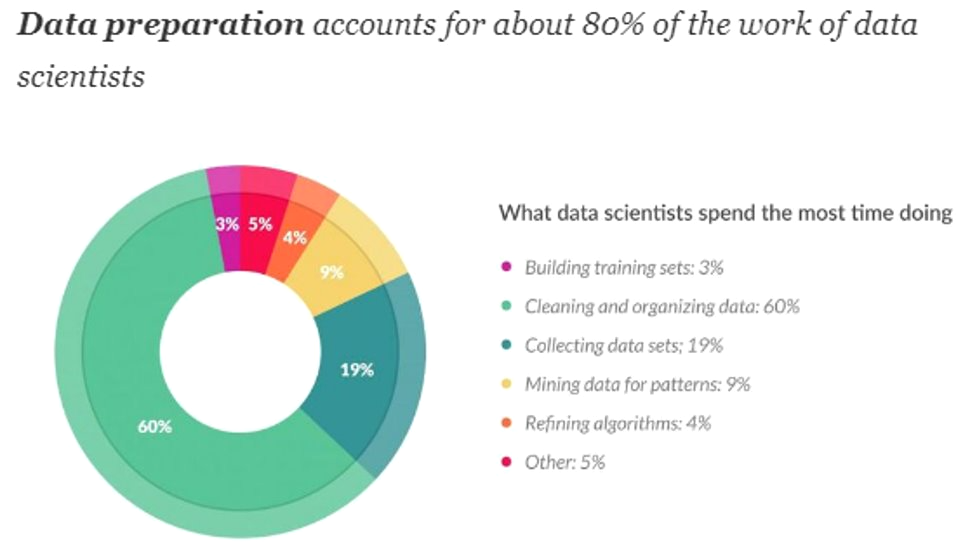 Data preparation accounts for about 80% of the work of data
scientists
3%
5%
4%
9%
19%
60%
What data scientists spend the most time doing
Building training sets: 3%
Cleaning and organizing data: 60%
Collecting data sets; 19%
Mining data for patterns: 9%
Refining algorithms: 4%
Other: 5%